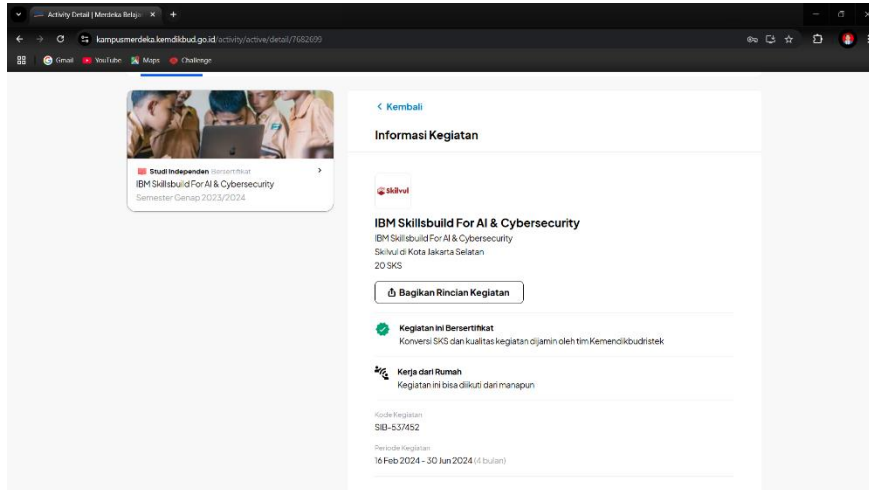 Activity Detail | Merdeka Belaja
kampusmerdeka.kemdikbud.go.id/activity/active/detail/7682699
Gmail YouTube Maps Challenge
Studi Independen Bersertifikat
IBM Skillsbuild For AI & Cybersecurity
Semester Genap 2023/2024
Kembali
Informasi Kegiatan
Skilvul
IBM Skillsbuild For AI & Cybersecurity
IBM Skillsbuild For AI & Cybersecurity
Skilvul di Kota Jakarta Selatan
20 SKS
Bagikan Rincian Kegiatan
Kegiatan Ini Bersertifikat
Konversi SKS dan kualitas kegiatan dijamin oleh tim Kemendikbudristek
Kerja dari Rumah
Kegiatan ini bisa diikuti dari manapun
Kode Kegiatan
SIB-537452
Periode Kegiatan
16 Feb 2024 - 30 Jun 2024 (4 bulan)